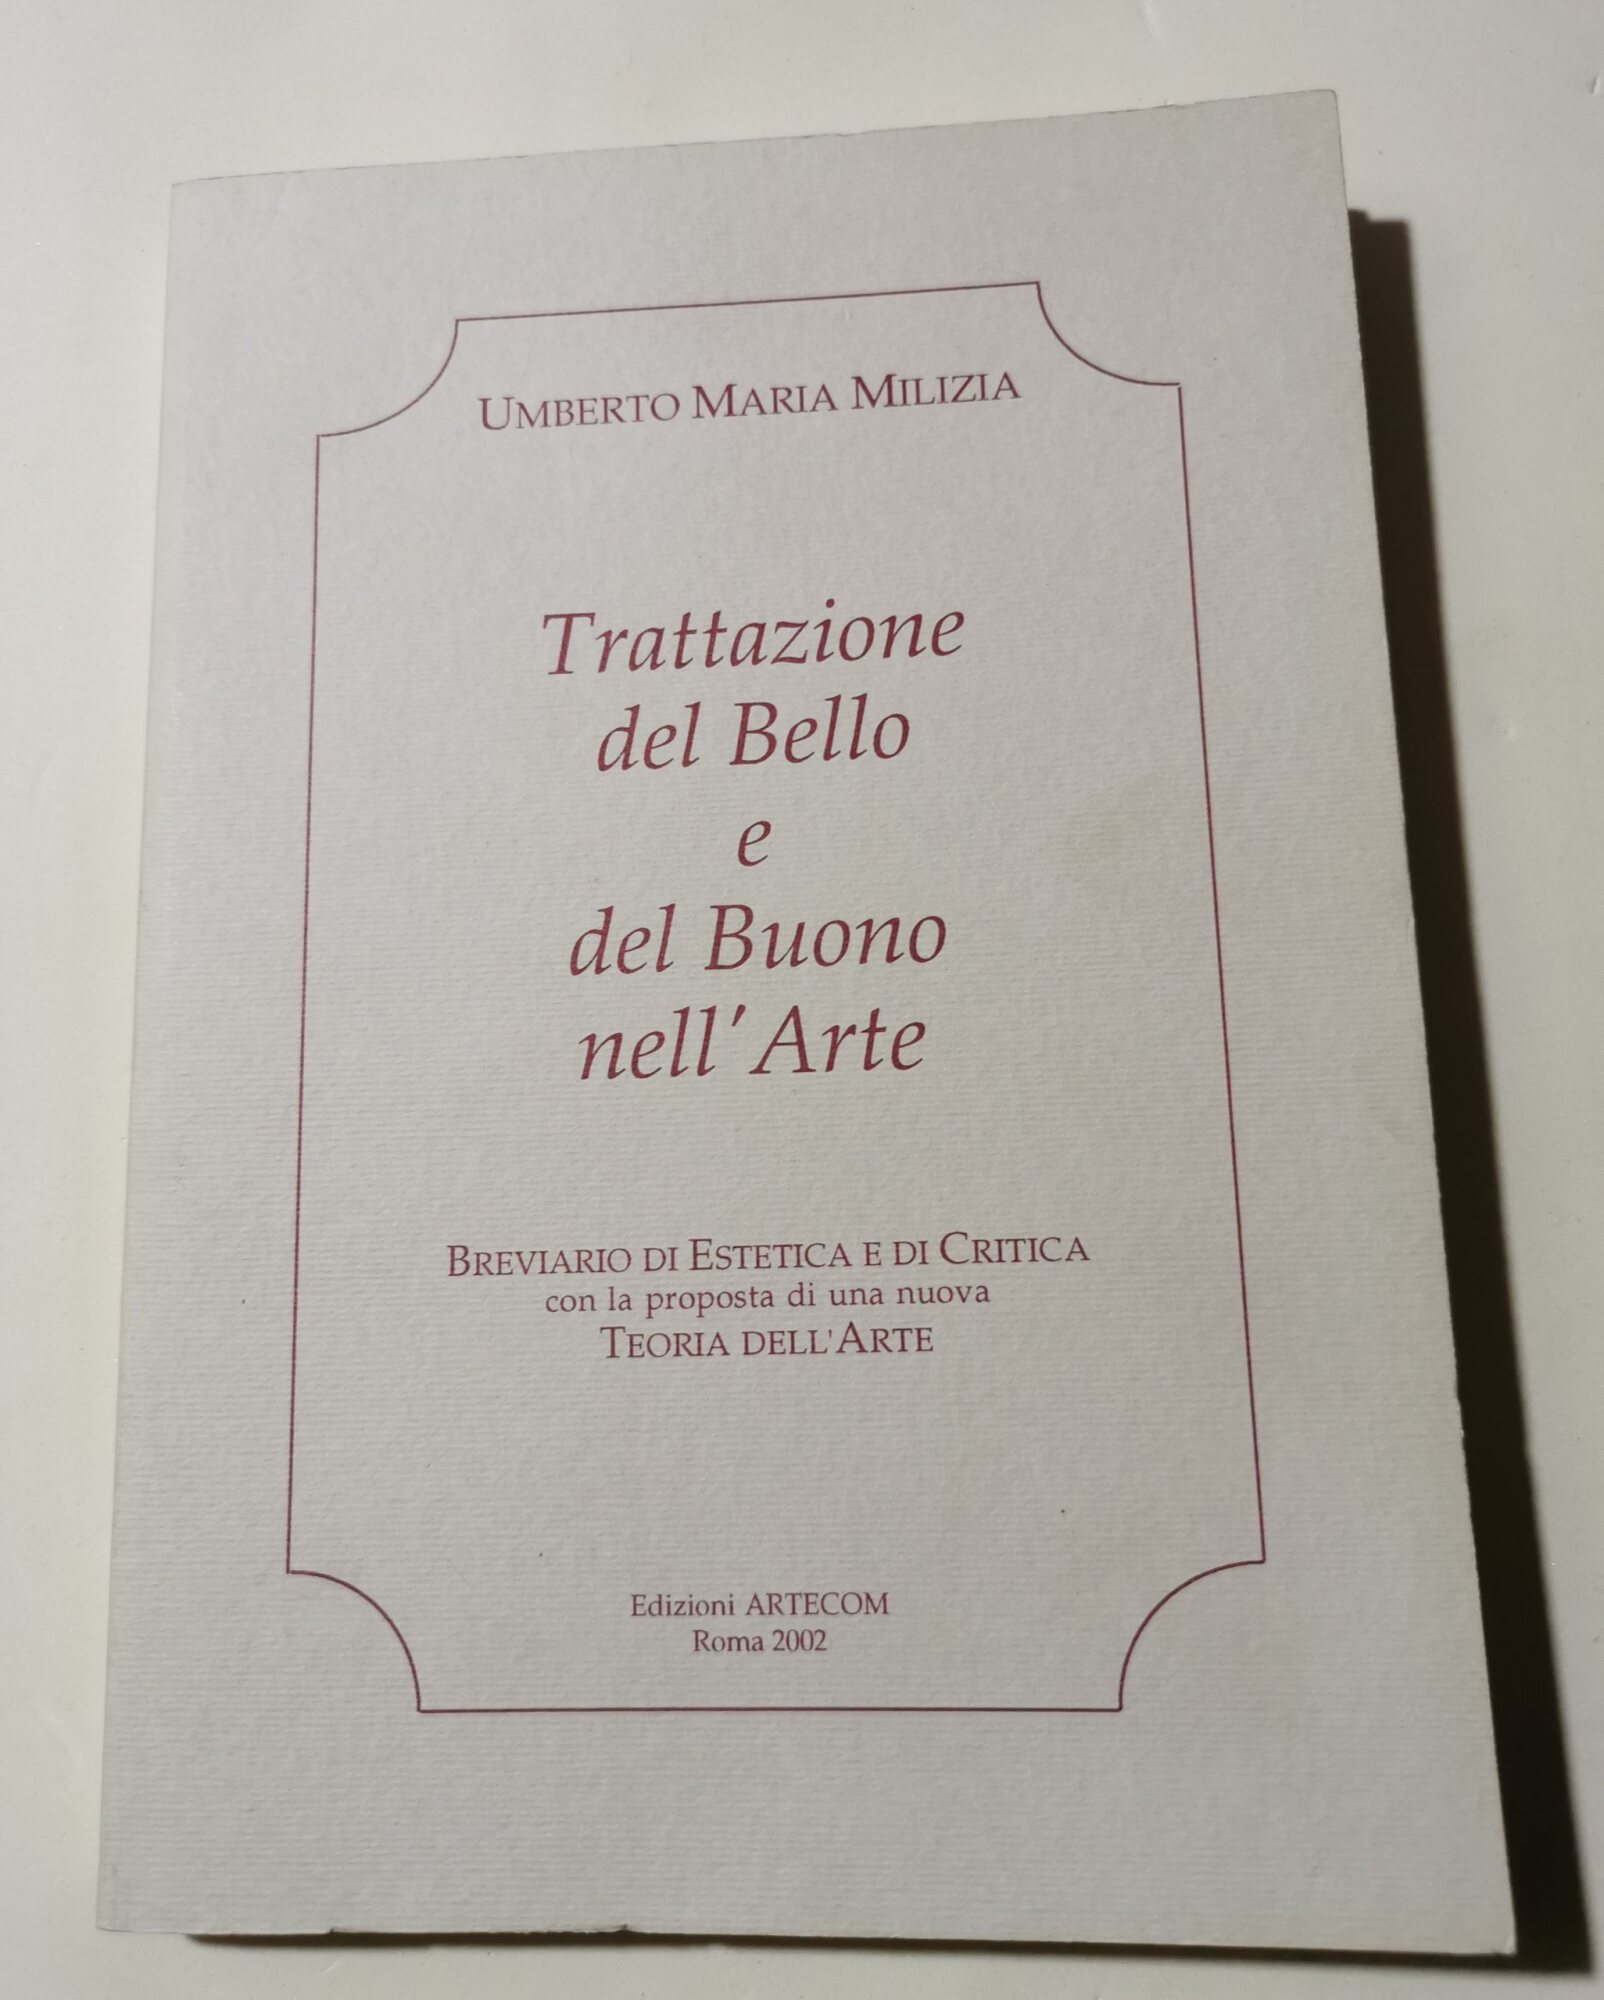 UMBERTO MARIA MILIZIA
Trattazione
del Bello
e
del Buono
nell'Arte
BREVIARIO DI ESTETICA E DI CRITICA
con la proposta di una nuova
TEORIA DELL'ARTE
Edizioni ARTECOM
Roma 2002